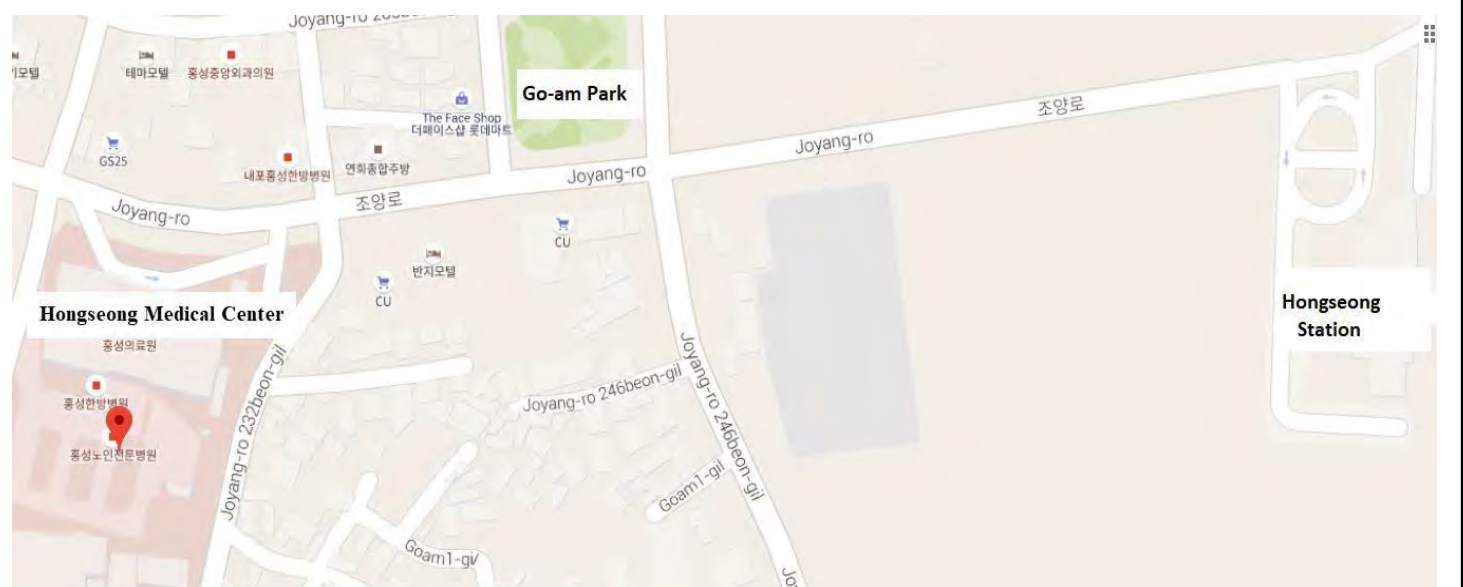 Joyang-ro
기모텔
테마모텔
홍성중앙외과의원
Go-am Park
The Face Shop
더페이스샵 롯데마트
조양로
Joyang-ro
GS25
내포홍성한방병원
연희종합주방
Joyang-ro
Joyang-ro
조양로
CU
반지모텔
CU
Hongseong Medical Center
홍성의료원
Hongseong
Station
홍성한방병원
홍성노인전문병원
Joyang-ro 232beon-gil
Joyang-ro 246beon-gil
Joyang-ro 246beon-gil
Goam1-gil
Goam1-gil